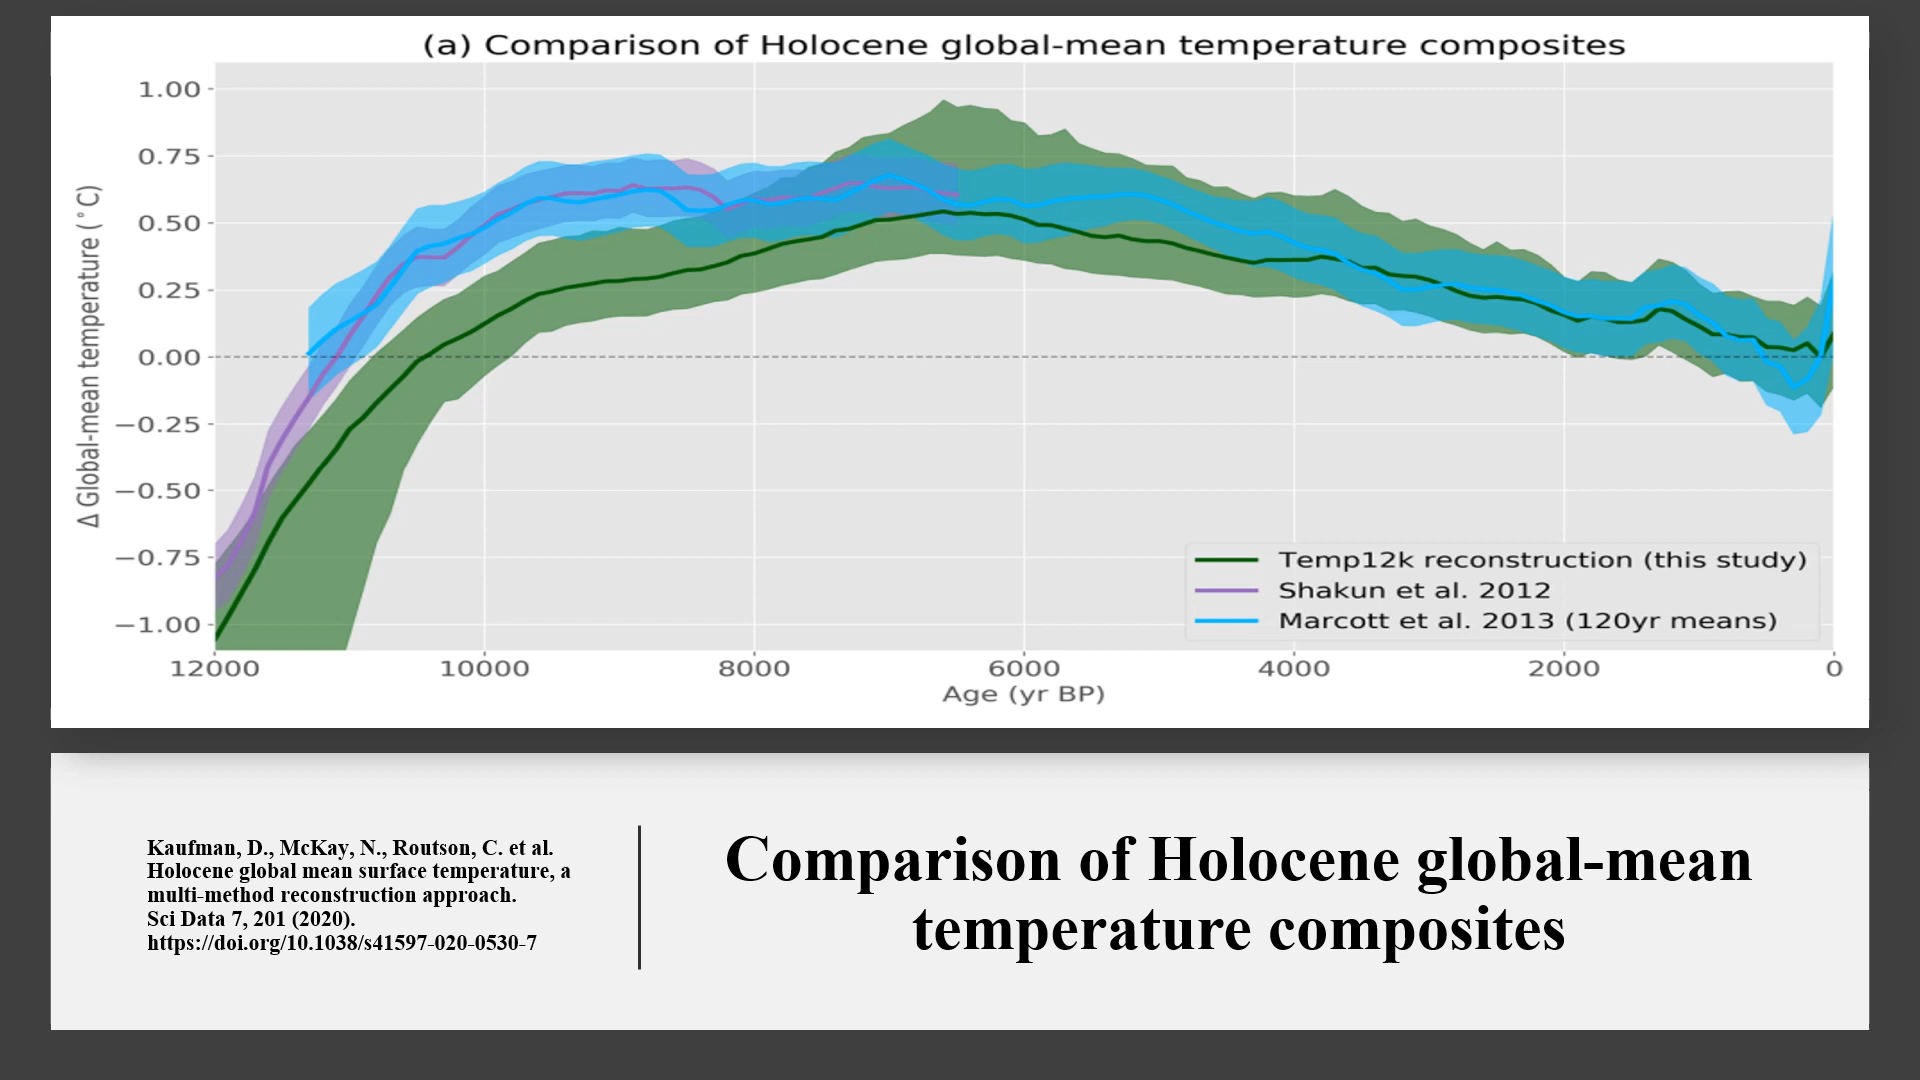 (a) Comparison of Holocene global-mean temperature composites
Δ Global-mean temperature (°C)
1.00
0.75
0.50
0.25
0.00
−0.25
−0.50
−0.75
−1.00
Temp12k reconstruction (this study)
Shakun et al. 2012
Marcott et al. 2013 (120yr means)
12000 10000 8000 6000 4000 2000 0
Age (yr BP)
Kaufman, D., McKay, N., Routson, C. et al.
Holocene global mean surface temperature, a
multi-method reconstruction approach.
Sci Data 7, 201 (2020).
https://doi.org/10.1038/s41597-020-0530-7
Comparison of Holocene global-mean
temperature composites